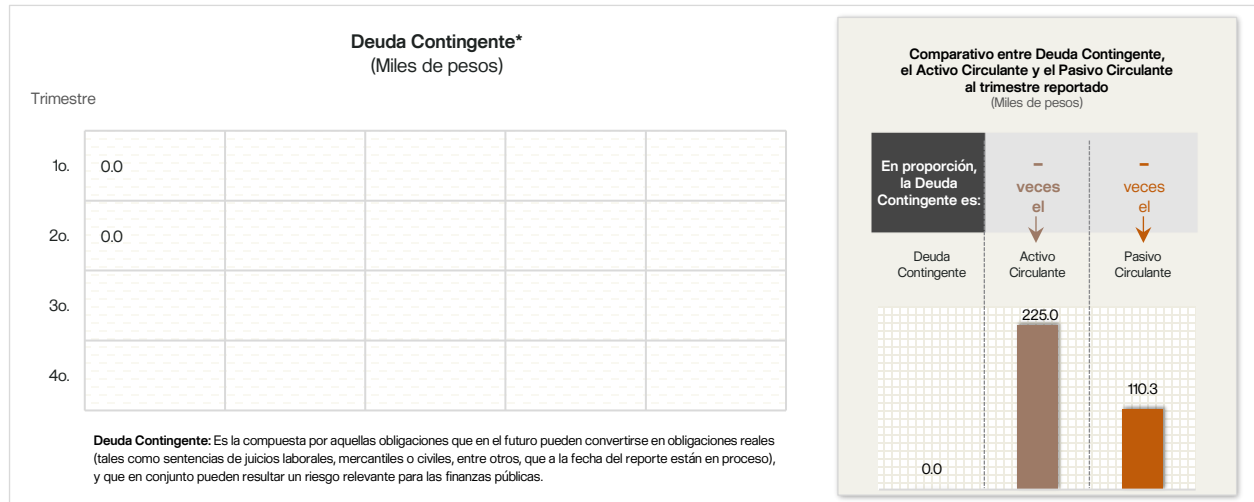 Deuda Contingente*
(Miles de pesos)
Trimestre
1o. 0.0
2o. 0.0
3o.
4o.
Deuda Contingente: Es la compuesta por aquellas obligaciones que en el futuro pueden convertirse en obligaciones reales
(tales como sentencias de juicios laborales, mercantiles o civiles, entre otros, que a la fecha del reporte están en proceso),
y que en conjunto pueden resultar un riesgo relevante para las finanzas públicas.
Comparativo entre Deuda Contingente,
el Activo Circulante y el Pasivo Circulante
al trimestre reportado
(Miles de pesos)
En proporción,
la Deuda
Contingente es:
–
veces
el
–
veces
el
Deuda
Contingente
Activo
Circulante
Pasivo
Circulante
0.0
225.0
110.3